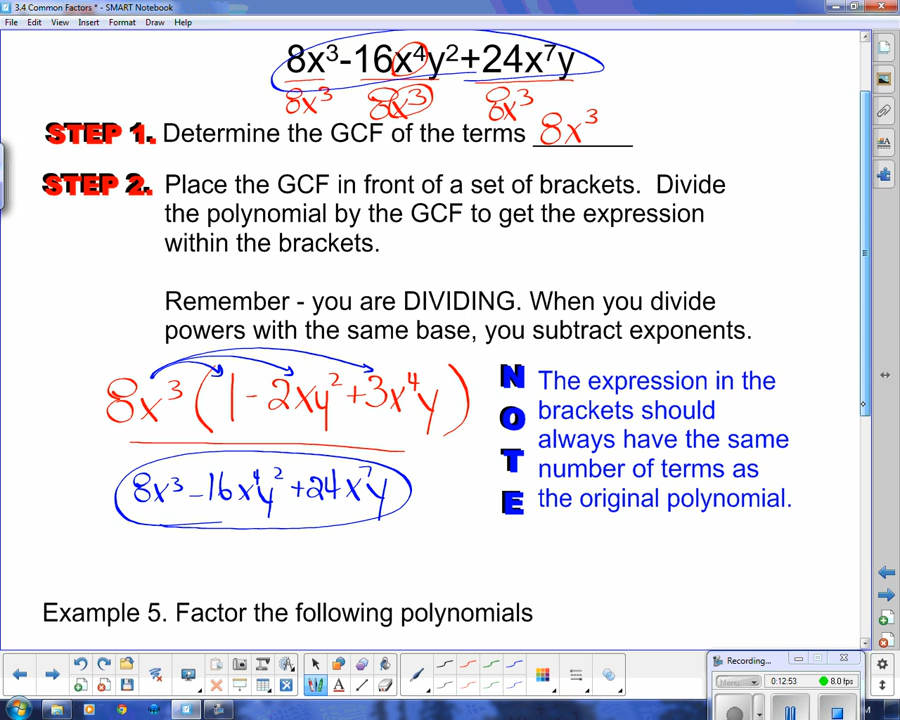 3.4 Common Factors * - SMART Notebook
File Edit View Insert Format Draw Help
8x³-16x⁴y²+24x⁷y
8x³ 8x³ 8x³
STEP 1. Determine the GCF of the terms 8x³
STEP 2. Place the GCF in front of a set of brackets. Divide
the polynomial by the GCF to get the expression
within the brackets.
Remember - you are DIVIDING. When you divide
powers with the same base, you subtract exponents.
8x³(1-2xy²+3x⁴y)
8x³-16x⁴y²+24x⁷y
NOTE
The expression in the
brackets should
always have the same
number of terms as
the original polynomial.
Example 5. Factor the following polynomials
Recording...
Menu
0:12:53
8.0 fps